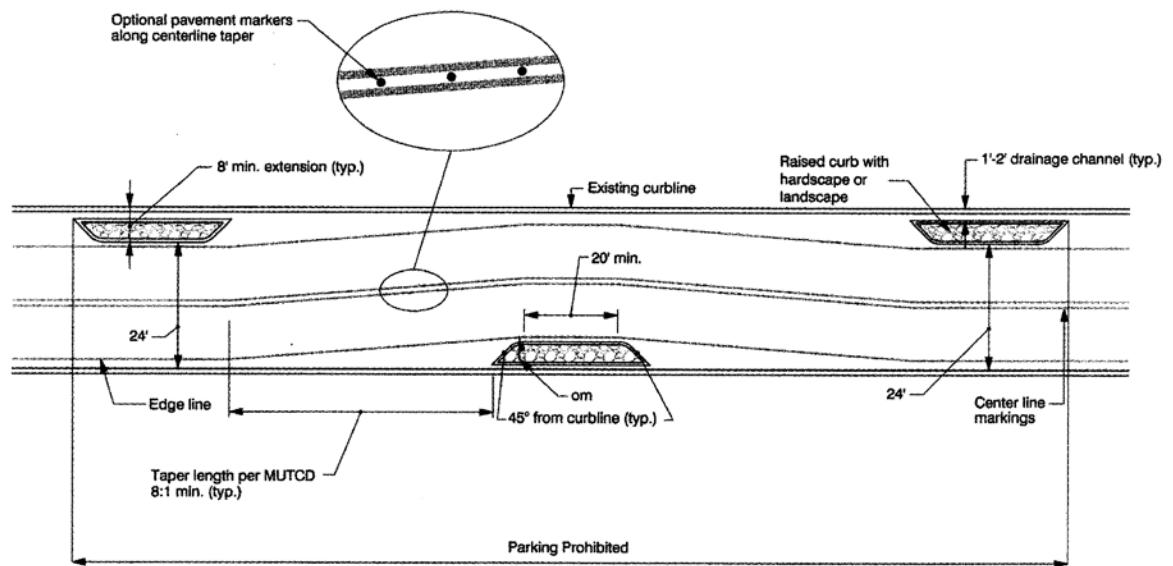 Optional pavement markers
along centerline taper
8' min. extension (typ.)
Existing curbline
Raised curb with
hardscape or
landscape
1'-2' drainage channel (typ.)
20' min.
24'
24'
Edge line
om
45° from curbline (typ.)
Center line
markings
Taper length per MUTCD
8:1 min. (typ.)
Parking Prohibited